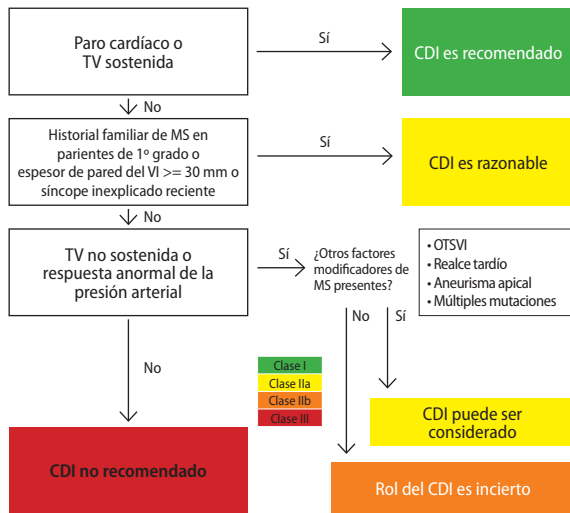 Paro cardíaco o
TV sostenida
Sí
CDI es recomendado
No
Historial familiar de MS en
parientes de 1º grado o
espesor de pared del VI >= 30 mm o
síncope inexplicado reciente
Sí
CDI es razonable
No
TV no sostenida o
respuesta anormal de la
presión arterial
Sí
¿Otros factores
modificadores de
MS presentes?
• OTSVI
• Realce tardío
• Aneurisma apical
• Múltiples mutaciones
No
Sí
No
Clase I
Clase IIa
Clase IIb
Clase III
CDI puede ser
considerado
CDI no recomendado
Rol del CDI es incierto